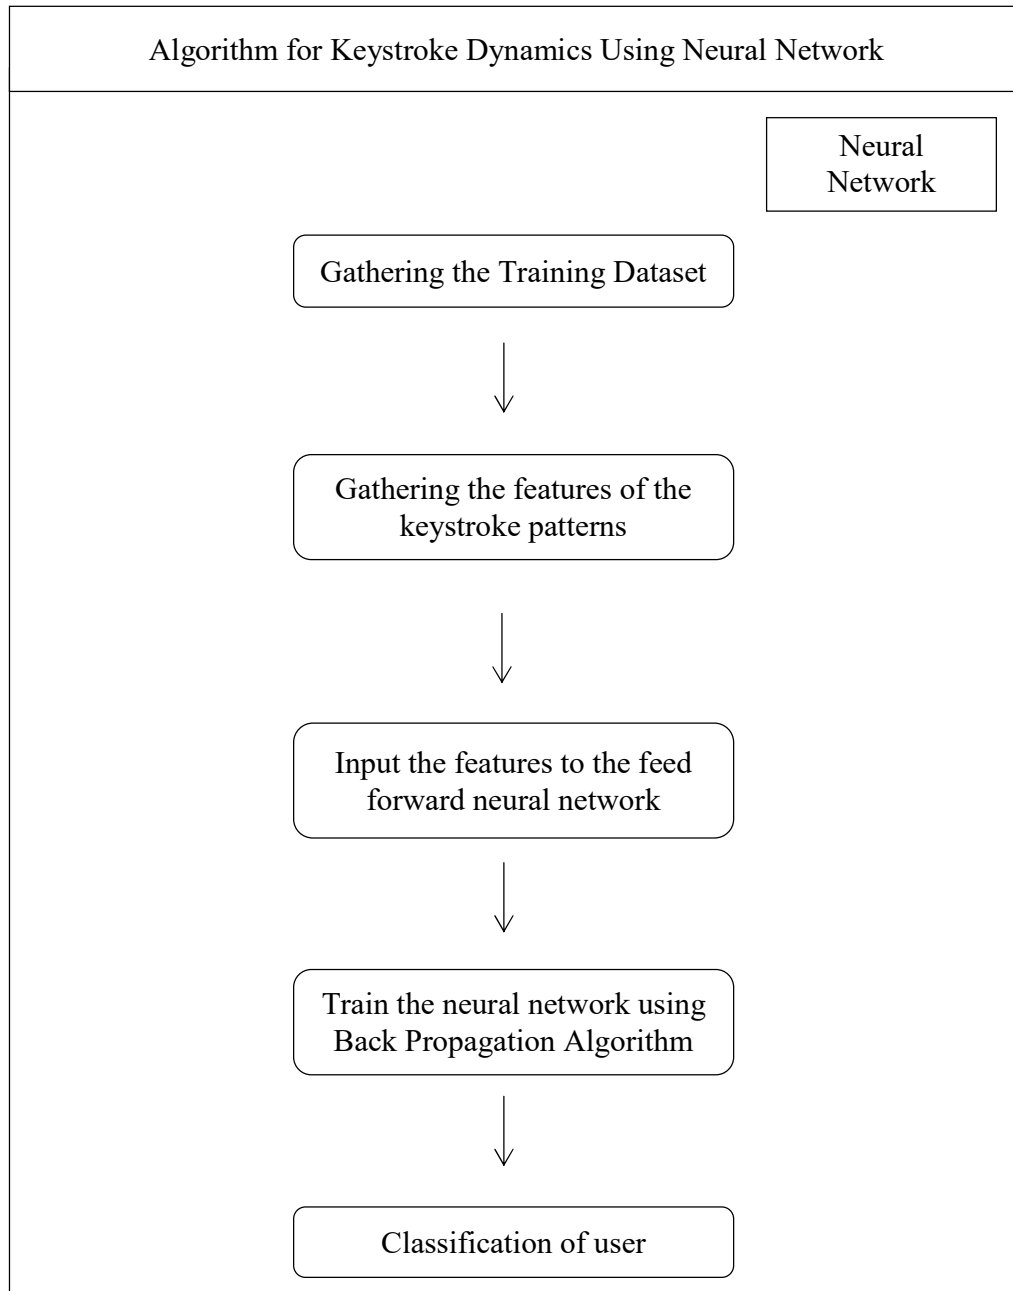 Algorithm for Keystroke Dynamics Using Neural Network
Neural
Network
Gathering the Training Dataset
Gathering the features of the
keystroke patterns
Input the features to the feed
forward neural network
Train the neural network using
Back Propagation Algorithm
Classification of user